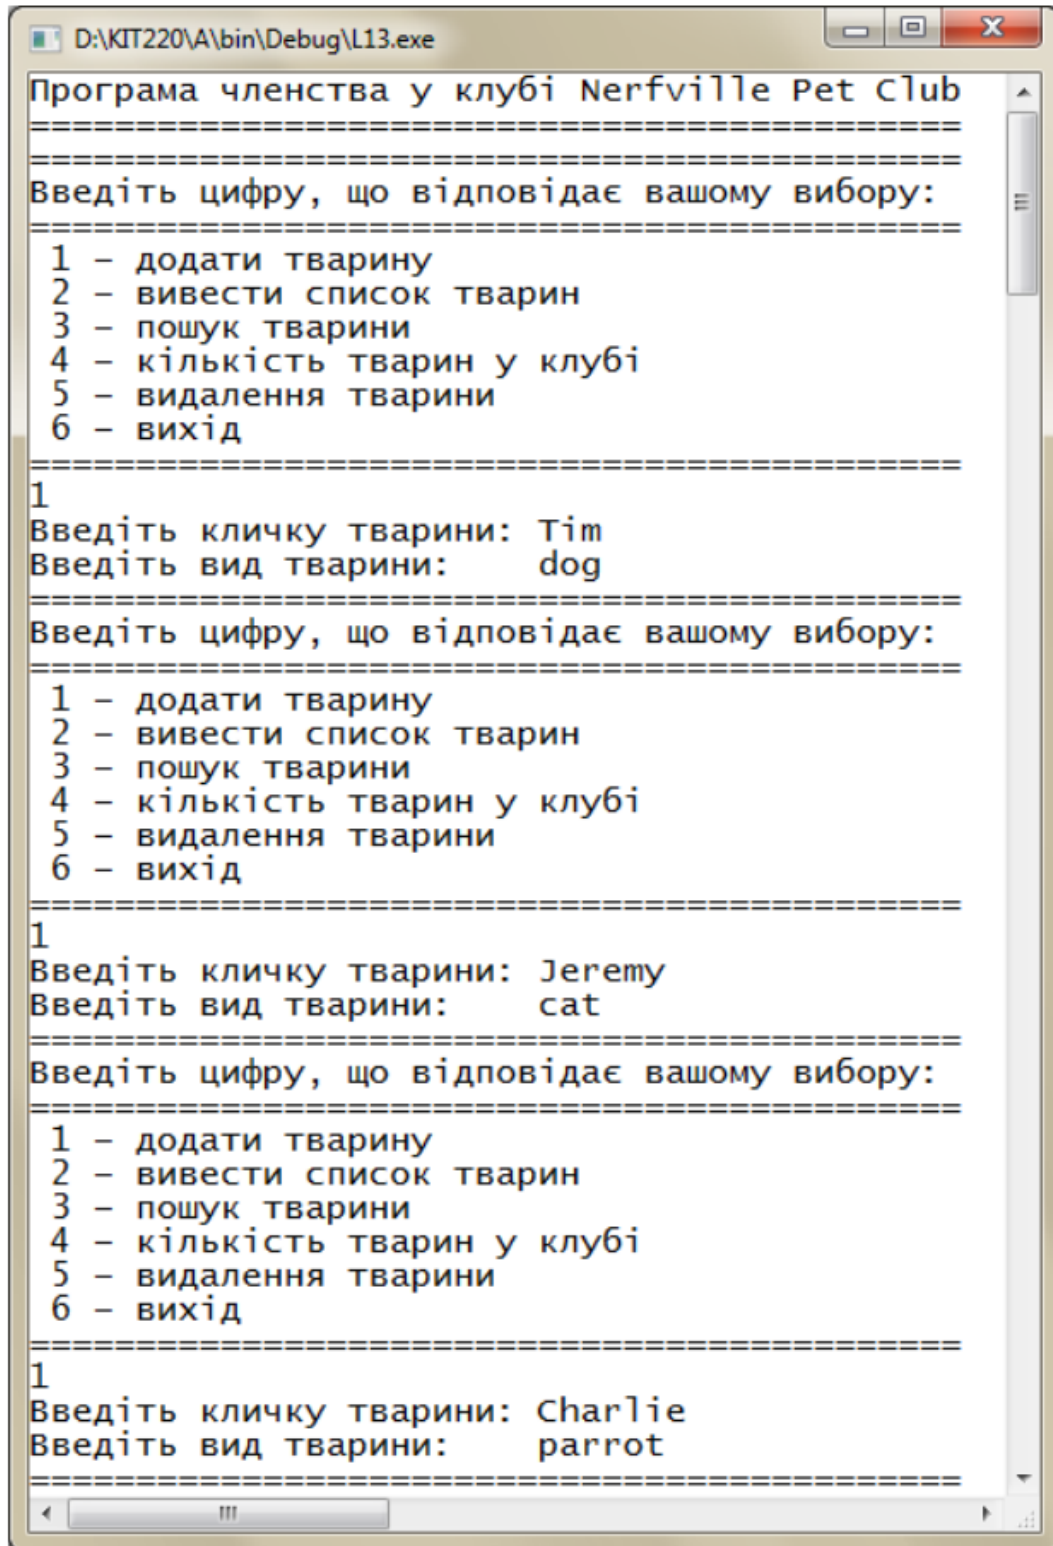 D:\KIT220\A\bin\Debug\L13.exe
Програма членства у клубі Nerfville Pet Club
============================================
============================================
Введіть цифру, що відповідає вашому вибору:
============================================
1 – додати тварину
2 – вивести список тварин
3 – пошук тварини
4 – кількість тварин у клубі
5 – видалення тварини
6 – вихід
============================================
1
Введіть кличку тварини: Tim
Введіть вид тварини:    dog
============================================
Введіть цифру, що відповідає вашому вибору:
============================================
1 – додати тварину
2 – вивести список тварин
3 – пошук тварини
4 – кількість тварин у клубі
5 – видалення тварини
6 – вихід
============================================
1
Введіть кличку тварини: Jeremy
Введіть вид тварини:    cat
============================================
Введіть цифру, що відповідає вашому вибору:
============================================
1 – додати тварину
2 – вивести список тварин
3 – пошук тварини
4 – кількість тварин у клубі
5 – видалення тварини
6 – вихід
============================================
1
Введіть кличку тварини: Charlie
Введіть вид тварини:    parrot
============================================